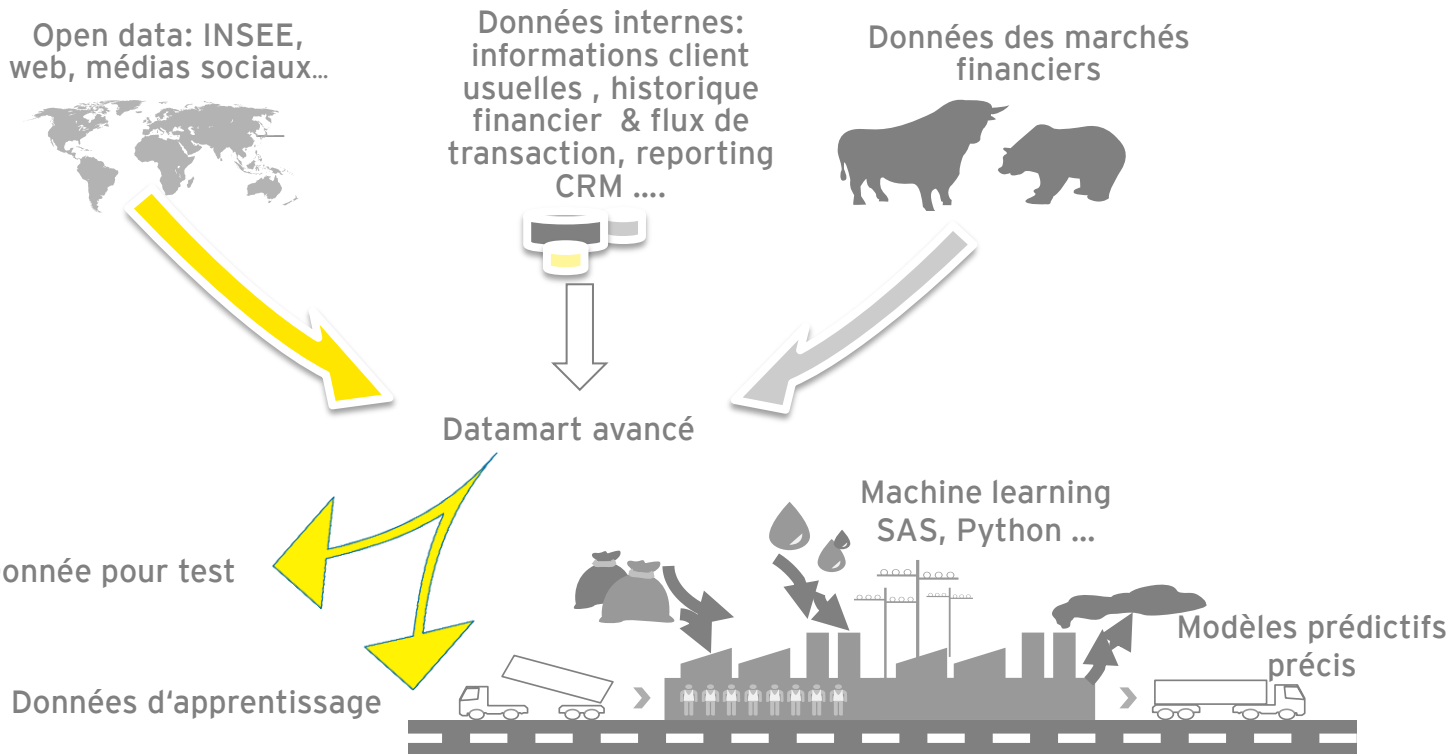 Open data: INSEE,
web, médias sociaux...
Données internes:
informations client
usuelles , historique
financier & flux de
transaction, reporting
CRM ....
Données des marchés
financiers
Datamart avancé
Machine learning
SAS, Python ...
onnée pour test
Modèles prédictifs
précis
Données d'apprentissage